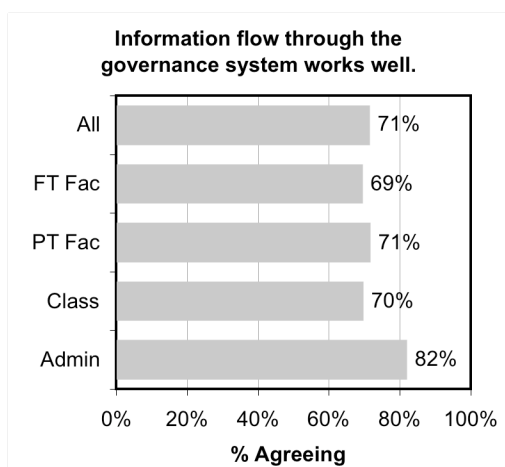 Information flow through the
governance system works well.
All
71%
FT Fac
69%
PT Fac
71%
Class
70%
Admin
82%
0% 20% 40% 60% 80% 100%
% Agreeing